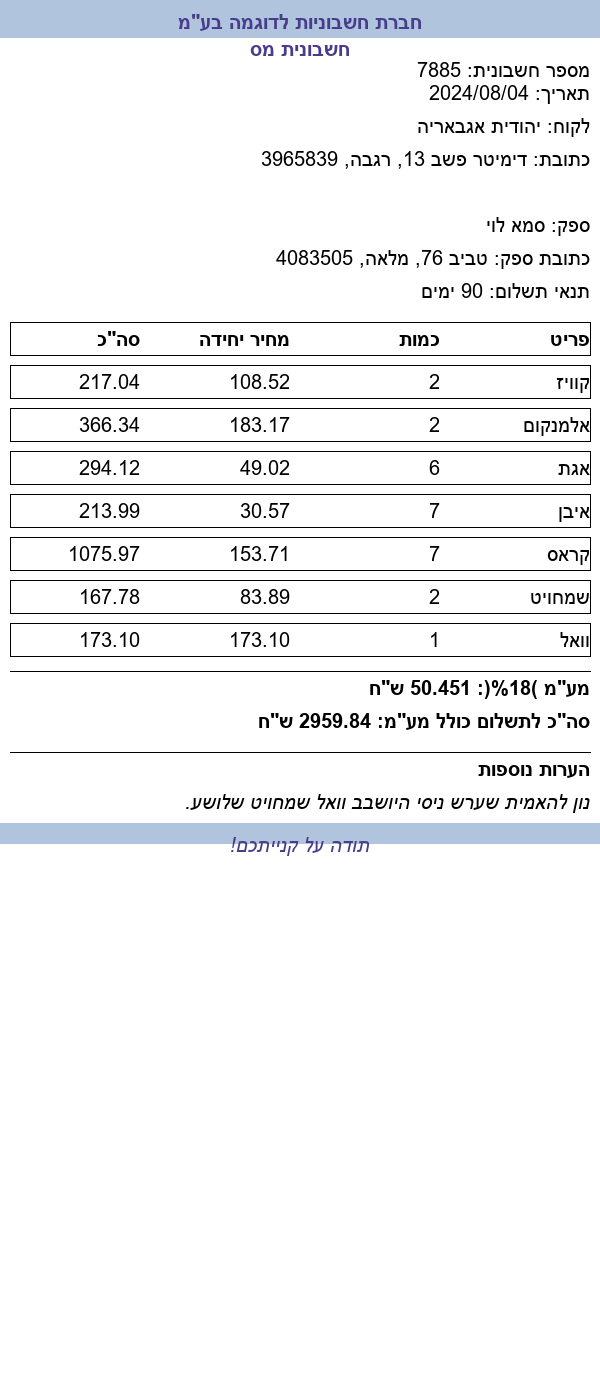 חברת חשבוניות לדוגמה בע"מ
חשבונית מס
מספר חשבונית: 7885
תאריך: 2024/08/04
לקוח: יהודית אגבאריה
כתובת: דימיטר פשב 13, רגבה, 3965839
ספק: סמא לוי
כתובת ספק: טביב 76, מלאה, 4083505
תנאי תשלום: 90 ימים
פריט כמות מחיר יחידה סה"כ
קוויז 2 108.52 217.04
אלמנקום 2 183.17 366.34
אגת 6 49.02 294.12
איבן 7 30.57 213.99
קראס 7 153.71 1075.97
שמחויט 2 83.89 167.78
וואל 1 173.10 173.10
מע"מ )18%(: 50.451 ש"ח
סה"כ לתשלום כולל מע"מ: 2959.84 ש"ח
הערות נוספות
נון להאמית שערש ניסי היושבב וואל שמחויט שלושע.
תודה על קנייתכם!